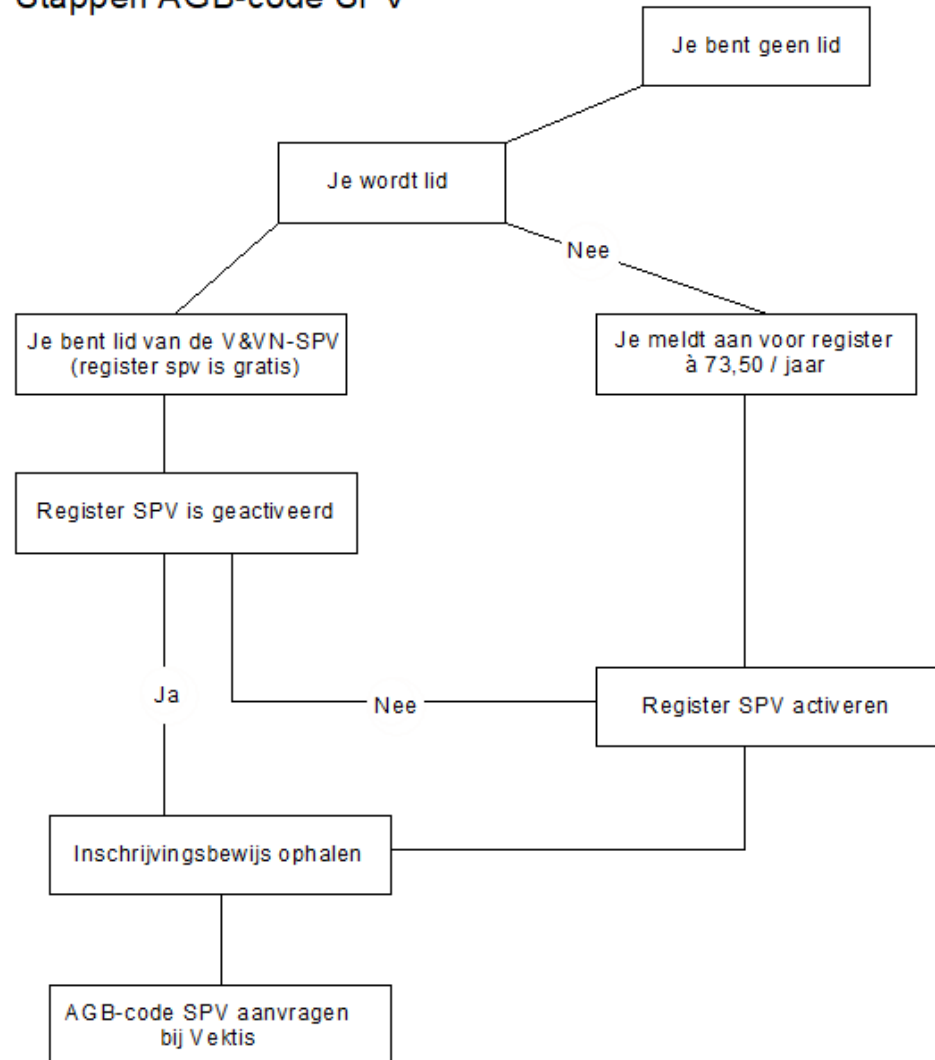 Stappen AGB-code SPV
Je bent geen lid
Je wordt lid
Nee
Je bent lid van de V&VN-SPV
(register spv is gratis)
Je meldt aan voor register
à 73,50 / jaar
Register SPV is geactiveerd
Ja
Nee
Register SPV activeren
Inschrijvingsbewijs ophalen
AGB-code SPV aanvragen
bij Vektis